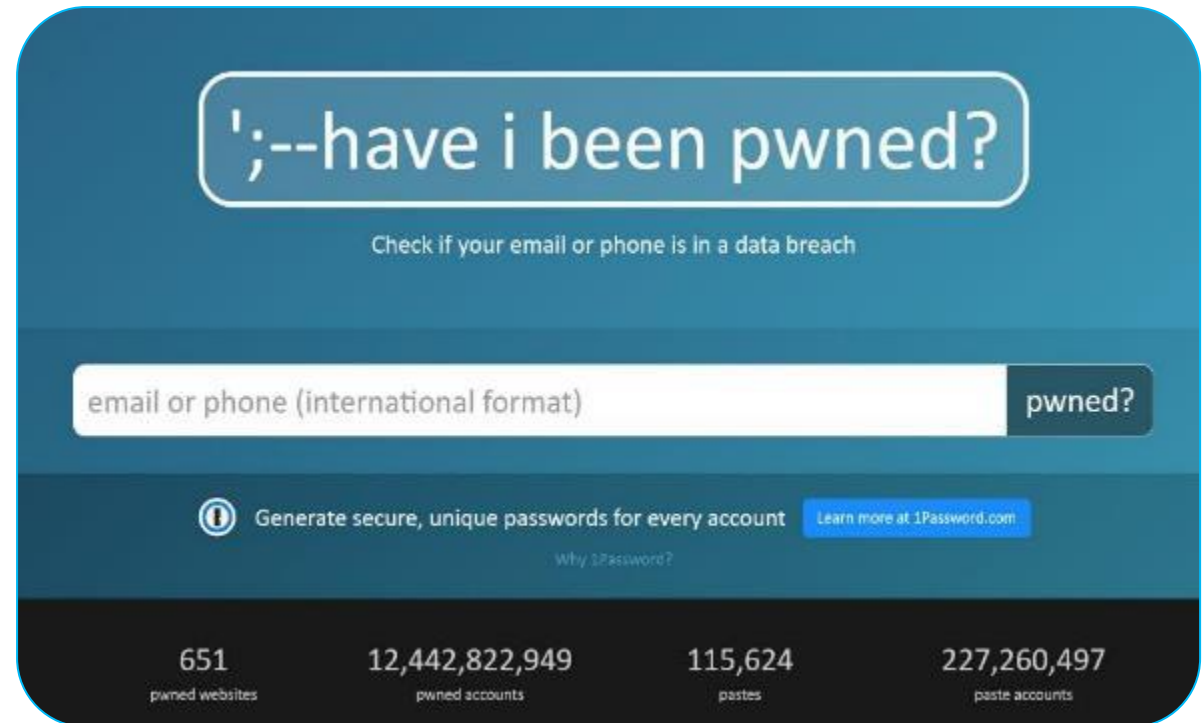 ';--have i been pwned?
Check if your email or phone is in a data breach
email or phone (international format)
pwned?
Generate secure, unique passwords for every account
Learn more at 1Password.com
Why 1Password?
651
pwned websites
12,442,822,949
pwned accounts
115,624
pastes
227,260,497
paste accounts